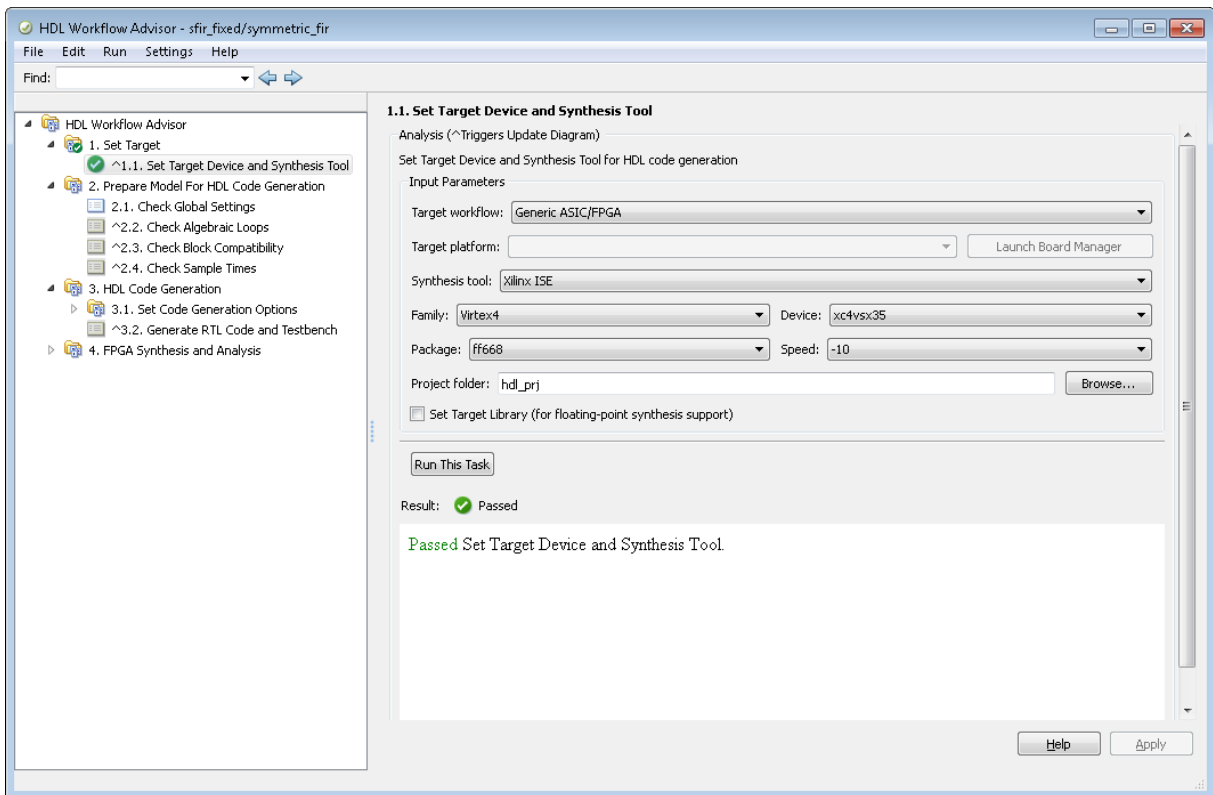 HDL Workflow Advisor - sfir_fixed/symmetric_fir
File Edit Run Settings Help
Find:
HDL Workflow Advisor
1. Set Target
^1.1. Set Target Device and Synthesis Tool
2. Prepare Model For HDL Code Generation
2.1. Check Global Settings
^2.2. Check Algebraic Loops
^2.3. Check Block Compatibility
^2.4. Check Sample Times
3. HDL Code Generation
3.1. Set Code Generation Options
^3.2. Generate RTL Code and Testbench
4. FPGA Synthesis and Analysis
1.1. Set Target Device and Synthesis Tool
Analysis (^Triggers Update Diagram)
Set Target Device and Synthesis Tool for HDL code generation
Input Parameters
Target workflow: Generic ASIC/FPGA
Target platform: Launch Board Manager
Synthesis tool: Xilinx ISE
Family: Virtex4 Device: xc4vsx35
Package: ff668 Speed: -10
Project folder: hdl_prj Browse...
Set Target Library (for floating-point synthesis support)
Run This Task
Result: Passed
Passed Set Target Device and Synthesis Tool.
Help Apply